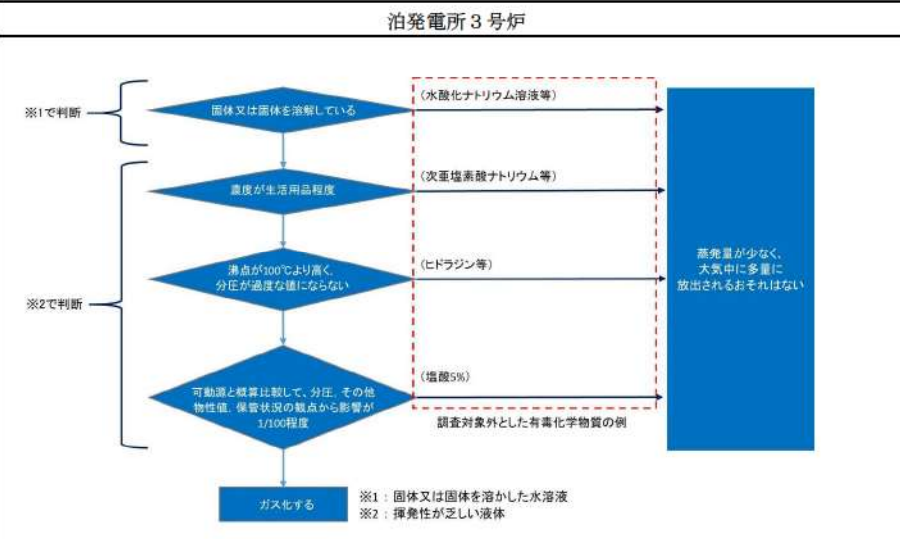 泊発電所３号炉
※1で判断
固体又は固体を溶解している
(水酸化ナトリウム溶液等)
濃度が生活用品程度
(次亜塩素酸ナトリウム等)
※2で判断
沸点が100℃より高く、
分圧が過度な値にならない
(ヒドラジン等)
蒸発量が少なく、
大気中に多量に
放出されるおそれはない
可動源と概算比較して、分圧、その他
物性値、保管状況の観点から影響が
1/100程度
(塩酸5%)
調査対象外とした有毒化学物質の例
ガス化する
※1：固体又は固体を溶かした水溶液
※2：揮発性が乏しい液体